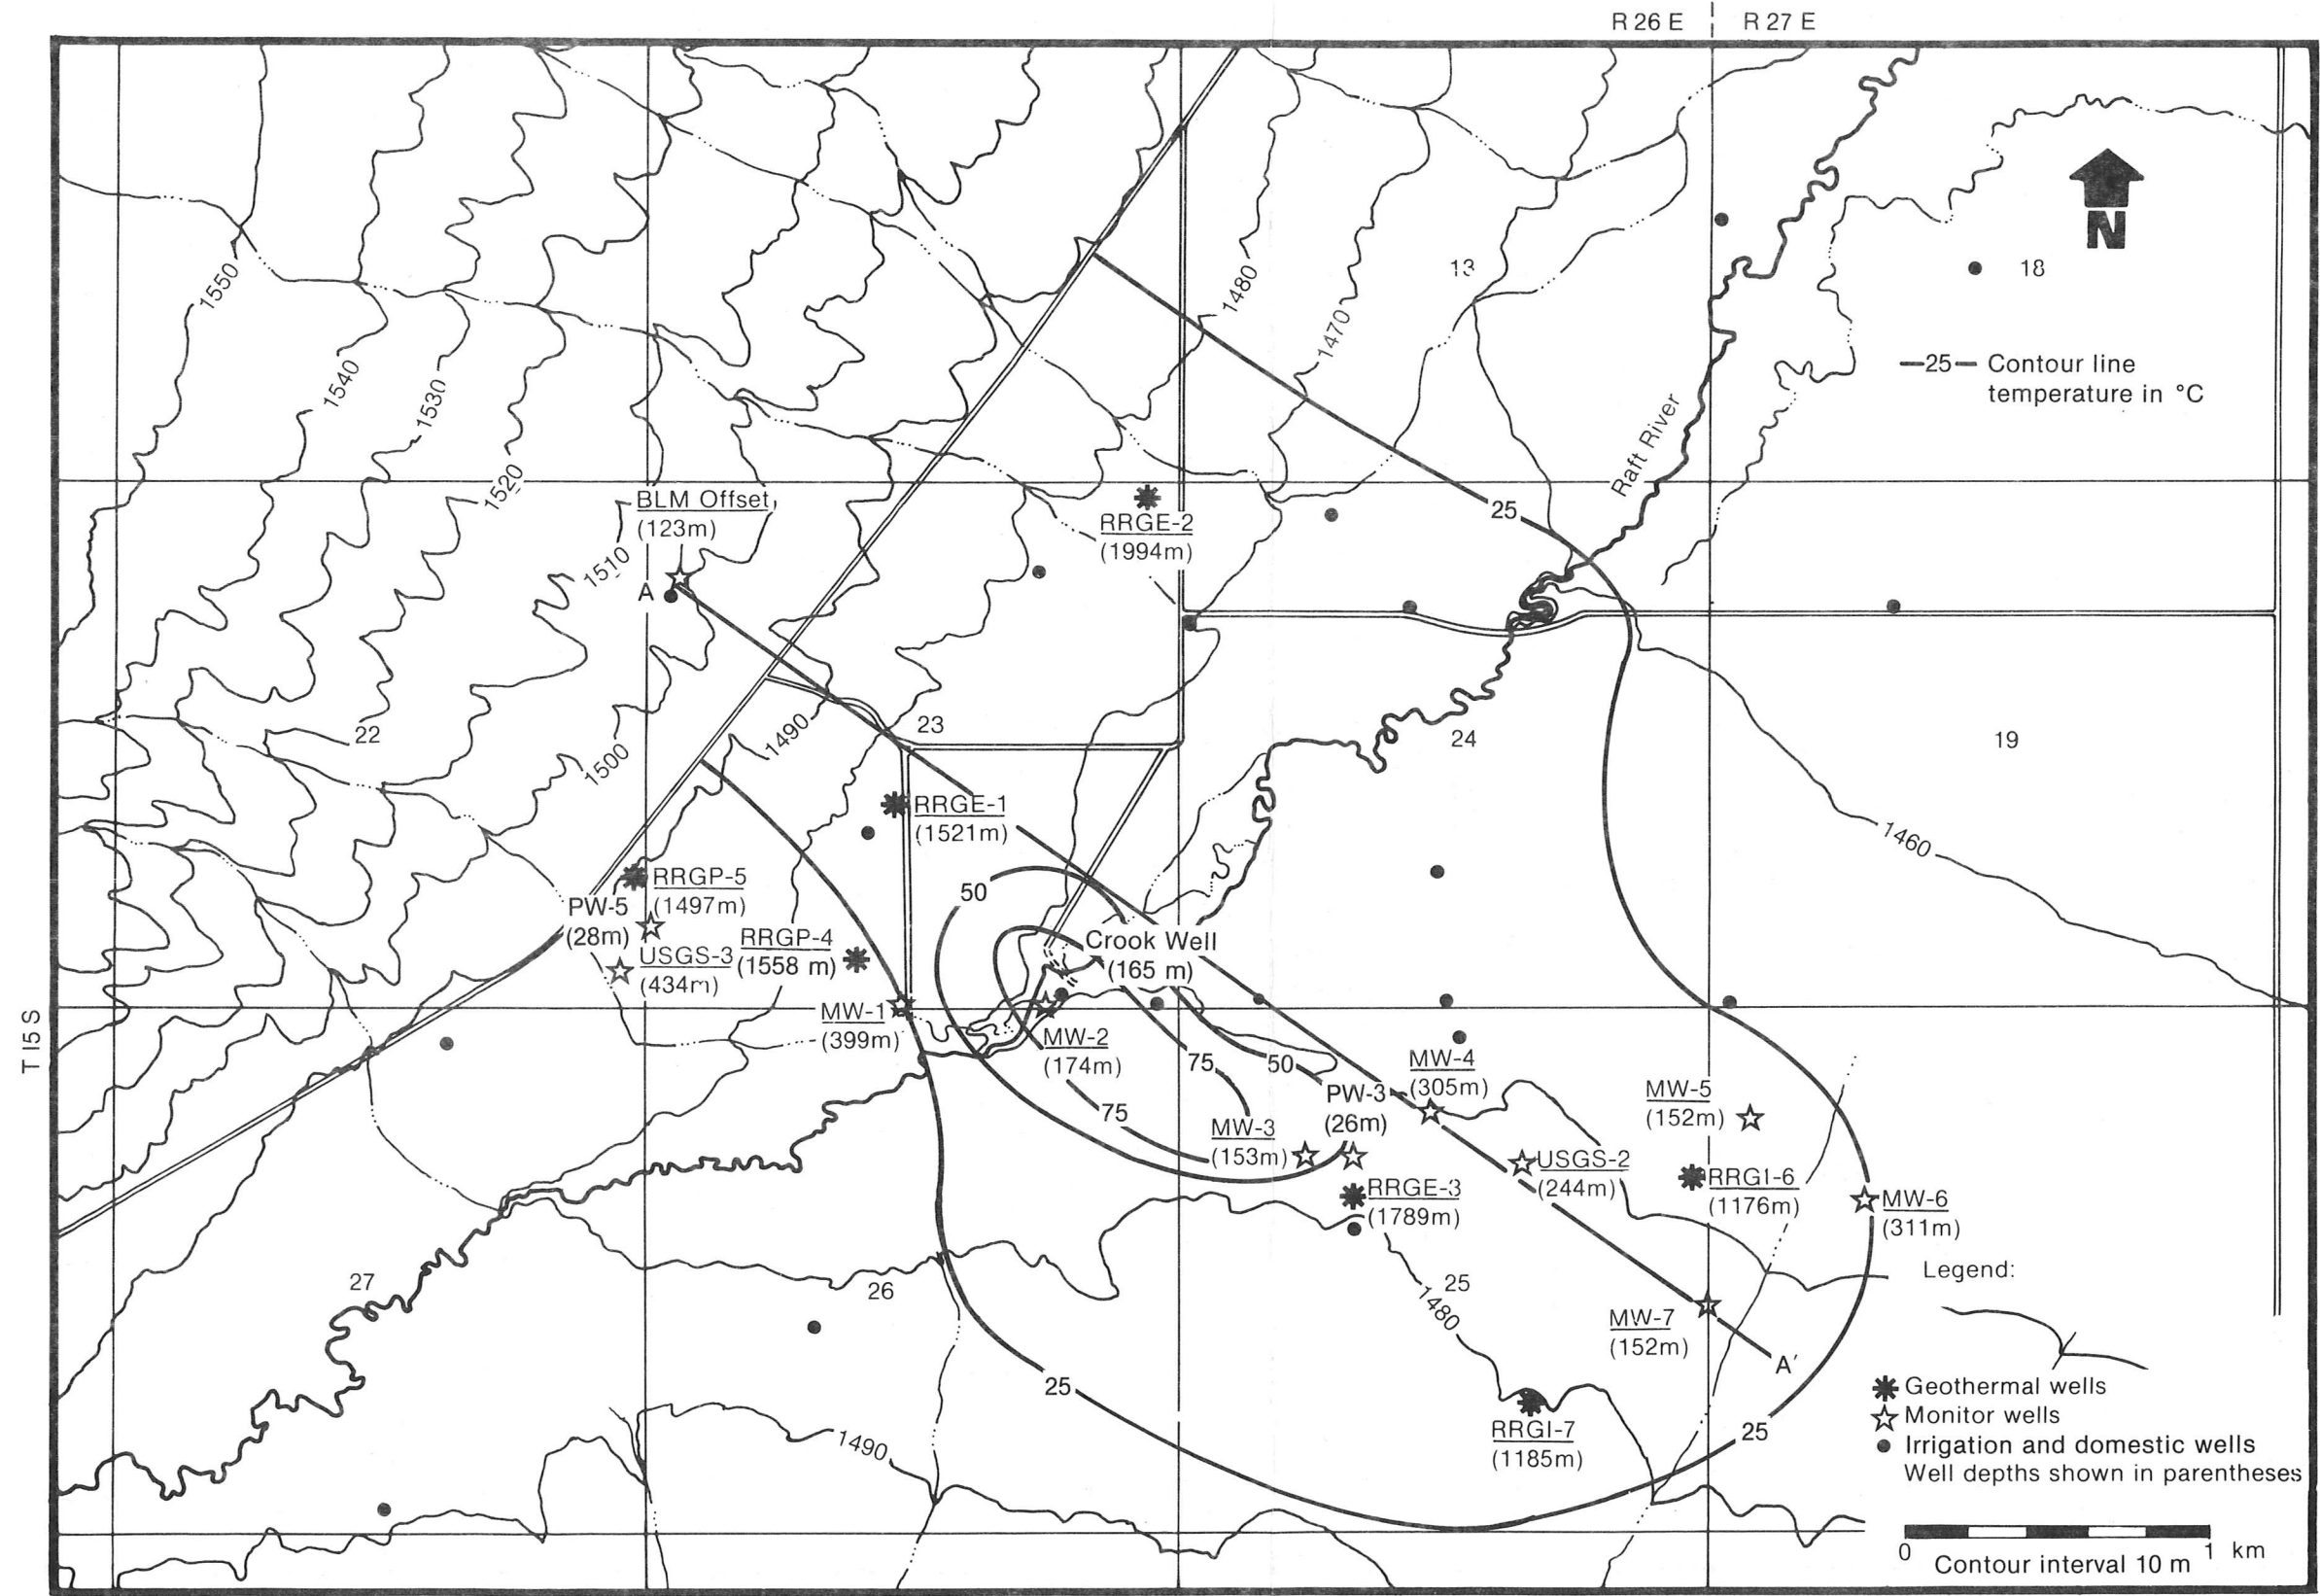 R 26 E
R 27 E
1550
1480
13
18
1470
—25— Contour line
temperature in °C
1540
1530
Raft River
N
1520
BLM Offset
(123m)
RRGE-2
(1994m)
25
1510
A
22
1490
23
24
19
1500
RRGE-1
(1521m)
1460
RRGP-5
(1497m)
50
PW-5
(28m)
RRGP-4
(1558 m)
USGS-3
(434m)
Crook Well
(165 m)
T 15 S
MW-1
(399m)
MW-2
(174m)
75
50
MW-4
(305m)
PW-3
(26m)
MW-5
(152m)
75
MW-3
(153m)
USGS-2
(244m)
RRGI-6
(1176m)
RRGE-3
(1789m)
MW-6
(311m)
27
26
25
1480
Legend:
MW-7
(152m)
A′
25
Geothermal wells
Monitor wells
Irrigation and domestic wells
Well depths shown in parentheses
RRGI-7
(1185m)
25
1490
0
1 km
Contour interval 10 m